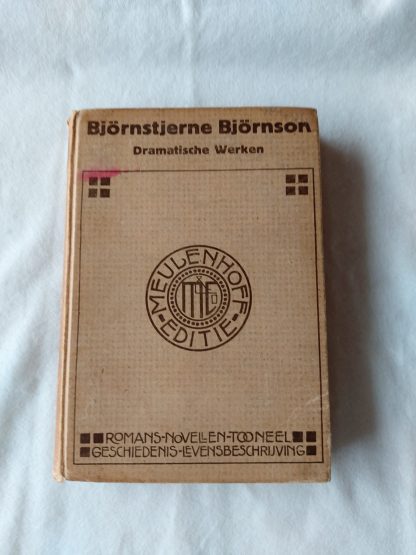 Björnstjerne Björnson
Dramatische Werken
MEULENHOFF
EDITIE
ROMANS-NOVELLEN-TOONEEL
GESCHIEDENIS-LEVENSBESCHRIJVING